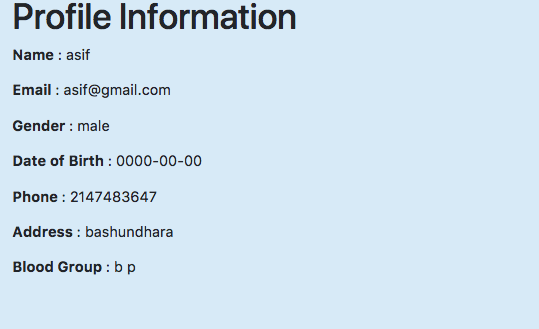 Profile Information
Name : asif
Email : asif@gmail.com
Gender : male
Date of Birth : 0000-00-00
Phone : 2147483647
Address : bashundhara
Blood Group : b p